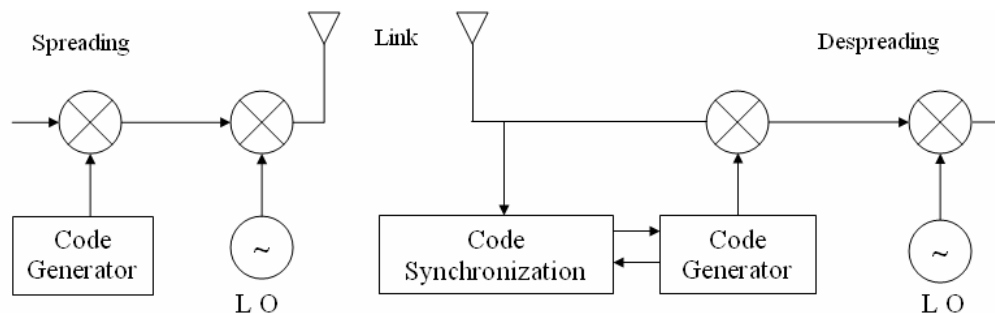 Spreading
Link
Despreading
Code
Generator
~
L O
Code
Synchronization
Code
Generator
~
L O